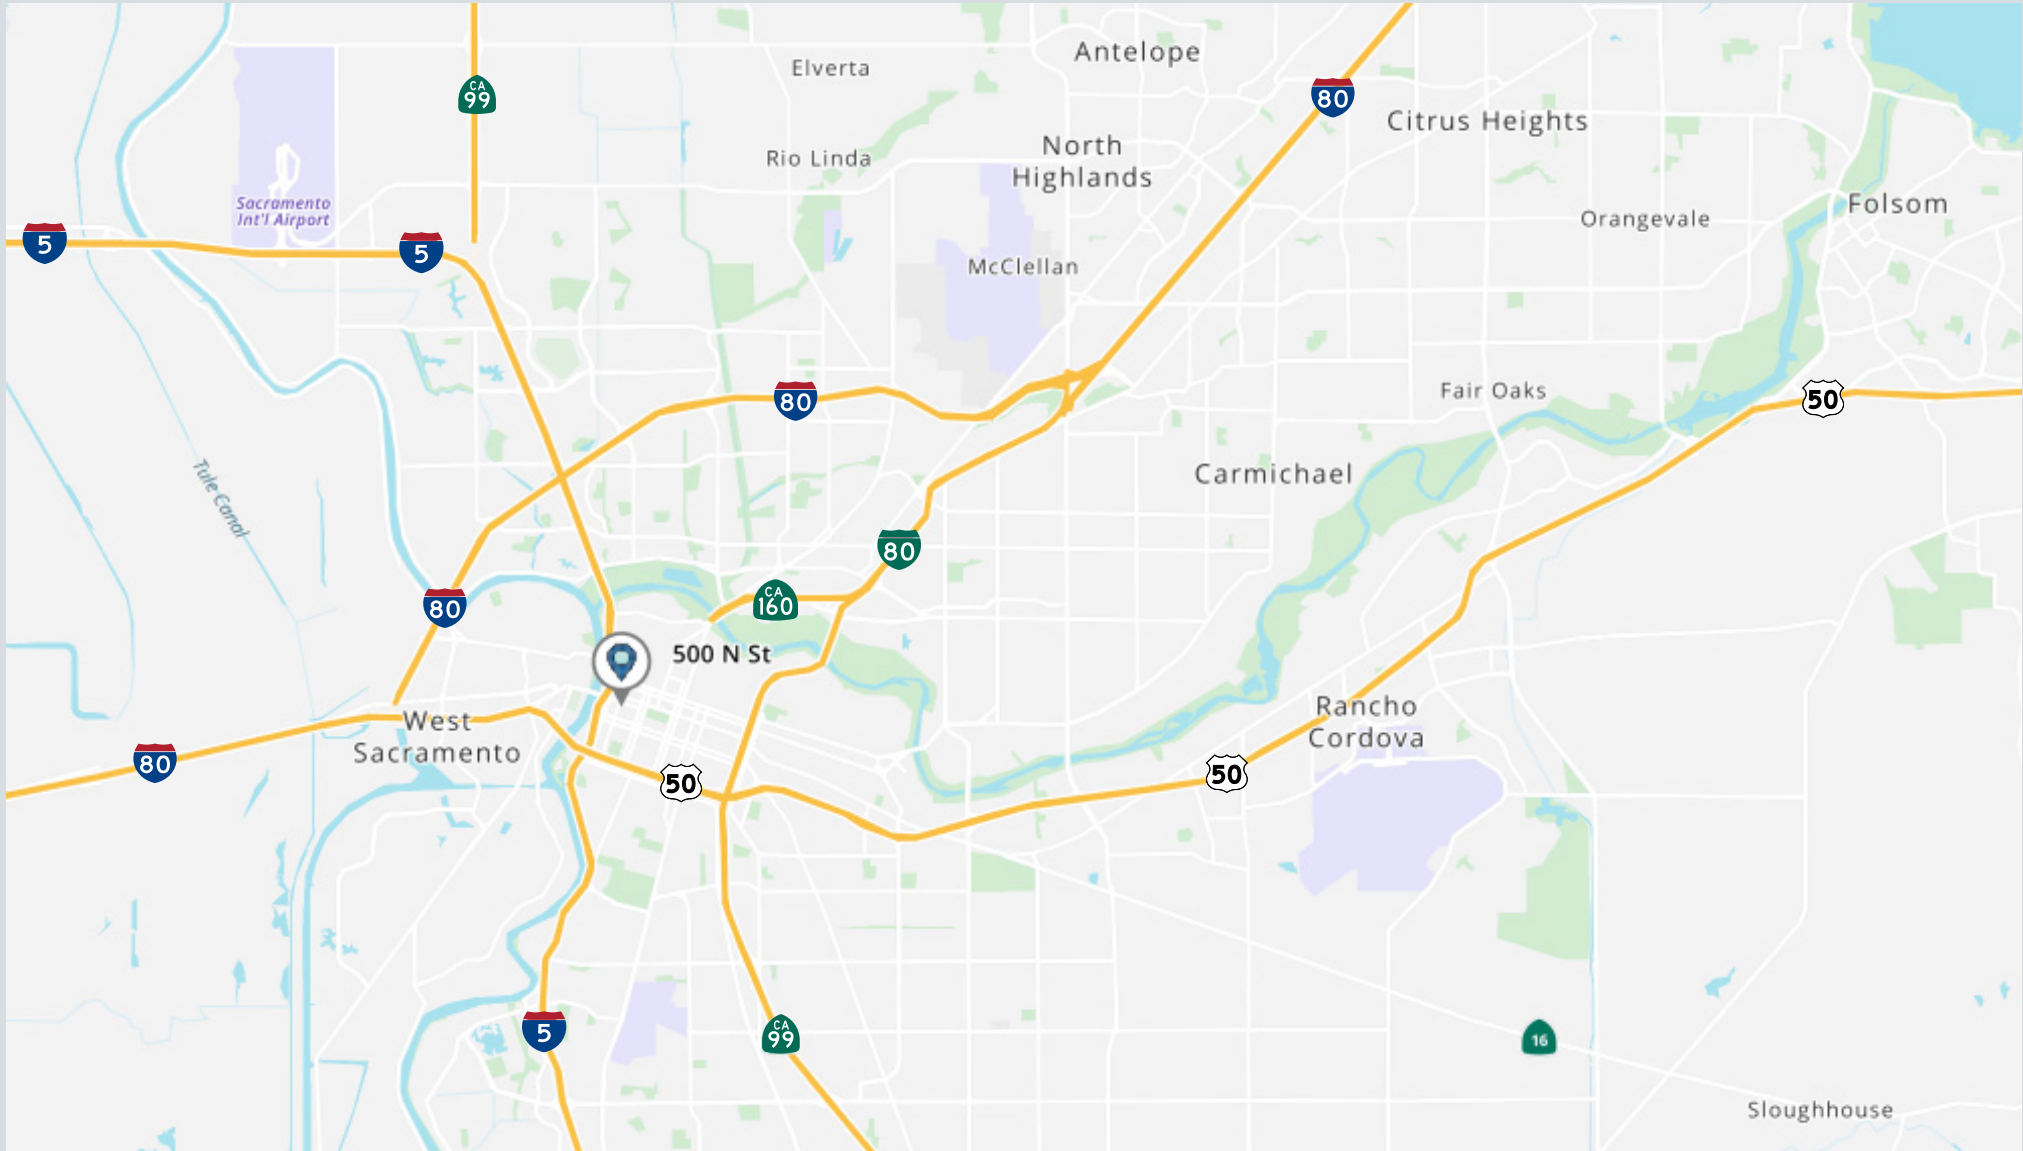 Antelope
Elverta
CA
99
80
Citrus Heights
North
Highlands
Rio Linda
Sacramento
Int'l Airport
Folsom
Orangevale
5
5
McClellan
Fair Oaks
50
80
Carmichael
Tule Canal
80
80
CA
160
500 N St
Rancho
Cordova
West
Sacramento
80
50
50
5
CA
99
16
Sloughhouse